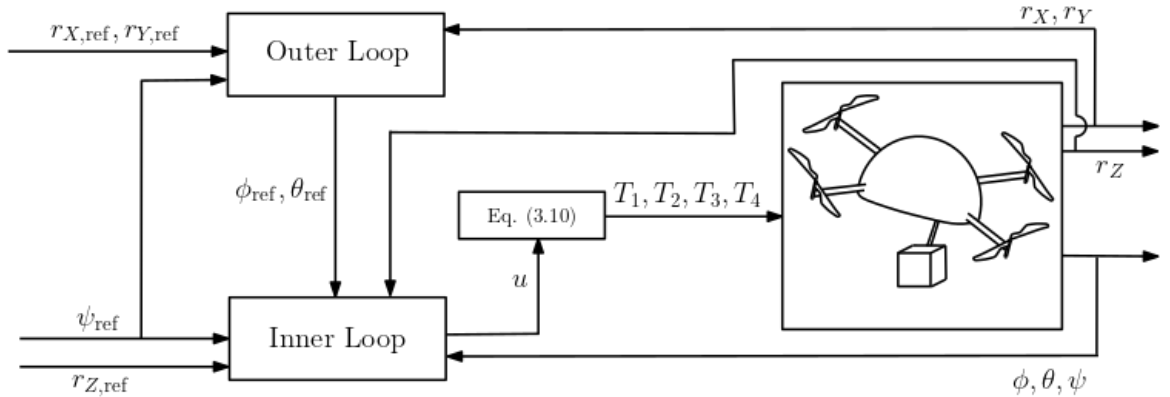 r_X, r_Y
r_{X,ref}, r_{Y,ref}
Outer Loop
ϕ_ref, θ_ref
T_1, T_2, T_3, T_4
r_Z
Eq. (3.10)
u
ψ_ref
Inner Loop
r_{Z,ref}
ϕ, θ, ψ